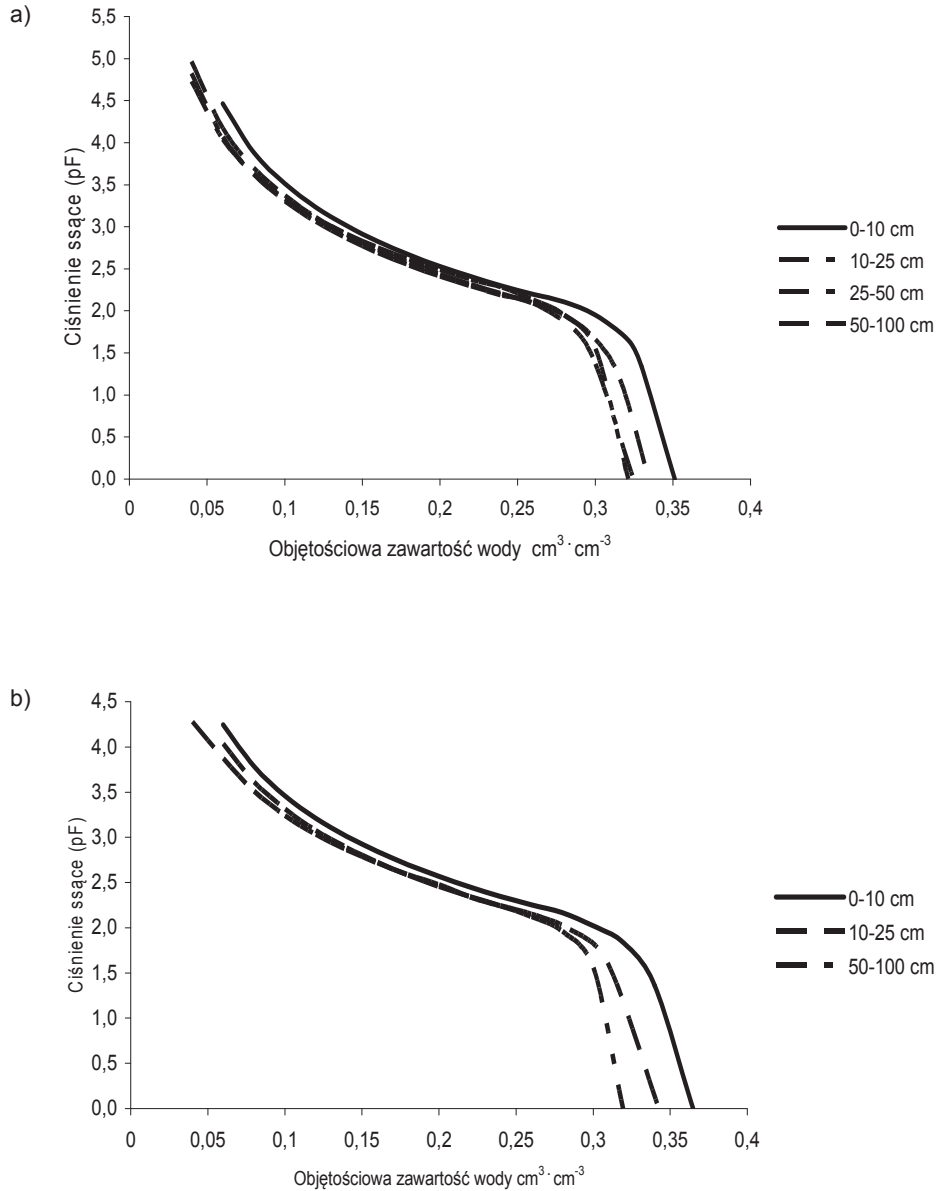 a)
5,5
5,0
4,5
4,0
3,5
3,0
2,5
2,0
1,5
1,0
0,5
0,0
Ciśnienie ssące (pF)
0 0,05 0,1 0,15 0,2 0,25 0,3 0,35 0,4
Objętościowa zawartość wody cm³·cm⁻³
0-10 cm
10-25 cm
25-50 cm
50-100 cm
b)
4,5
4,0
3,5
3,0
2,5
2,0
1,5
1,0
0,5
0,0
Ciśnienie ssące (pF)
0 0,05 0,1 0,15 0,2 0,25 0,3 0,35 0,4
Objętościowa zawartość wody cm³·cm⁻³
0-10 cm
10-25 cm
50-100 cm